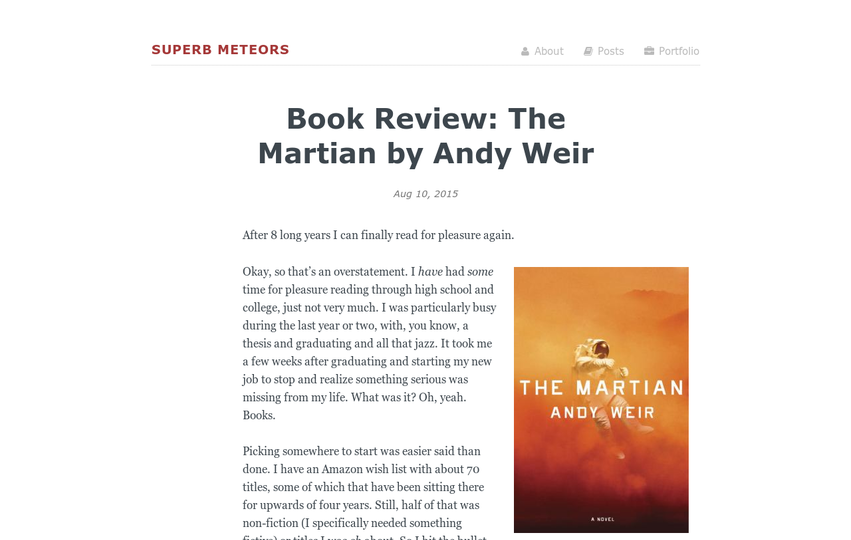 SUPERB METEORS
About Posts Portfolio
Book Review: The
Martian by Andy Weir
Aug 10, 2015
After 8 long years I can finally read for pleasure again.
Okay, so that's an overstatement. I have had some
time for pleasure reading through high school and
college, just not very much. I was particularly busy
during the last year or two, with, you know, a
thesis and graduating and all that jazz. It took me
a few weeks after graduating and starting my new
job to stop and realize something serious was
missing from my life. What was it? Oh, yeah.
Books.
THE MARTIAN
ANDY WEIR
A NOVEL
Picking somewhere to start was easier said than
done. I have an Amazon wish list with about 70
titles, some of which that have been sitting there
for upwards of four years. Still, half of that was
non-fiction (I specifically needed something